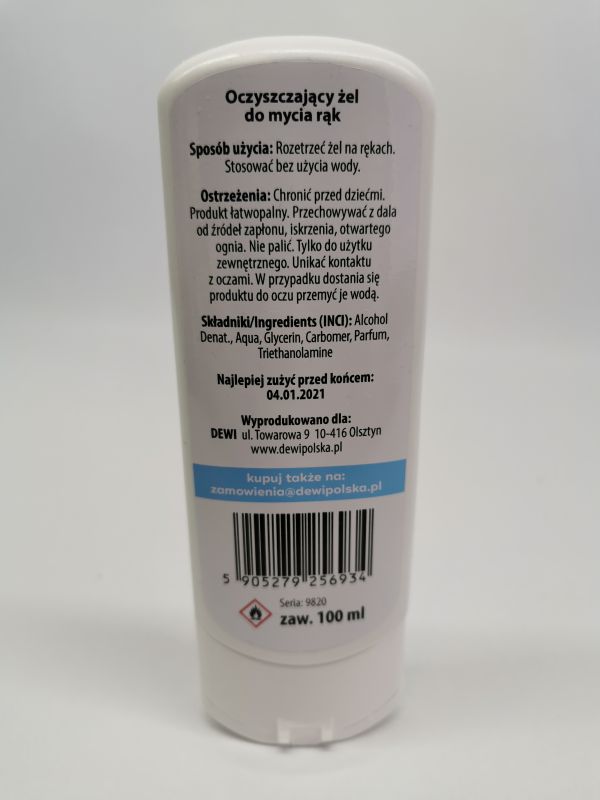 Oczyszczający żel
do mycia rąk
Sposób użycia: Rozetrzeć żel na rękach.
Stosować bez użycia wody.
Ostrzeżenia: Chronić przed dziećmi.
Produkt łatwopalny. Przechowywać z dala
od źródeł zapłonu, iskrzenia, otwartego
ognia. Nie palić. Tylko do użytku
zewnętrznego. Unikać kontaktu
z oczami. W przypadku dostania się
produktu do oczu przemyć je wodą.
Składniki/Ingredients (INCI): Alcohol
Denat., Aqua, Glycerin, Carbomer, Parfum,
Triethanolamine
Najlepiej zużyć przed końcem:
04.01.2021
Wyprodukowano dla:
DEWI ul. Towarowa 9 10-416 Olsztyn
www.dewipolska.pl
kupuj także na:
zamowienia@dewipolska.pl
5 905279 256934
Seria: 9820
zaw. 100 ml